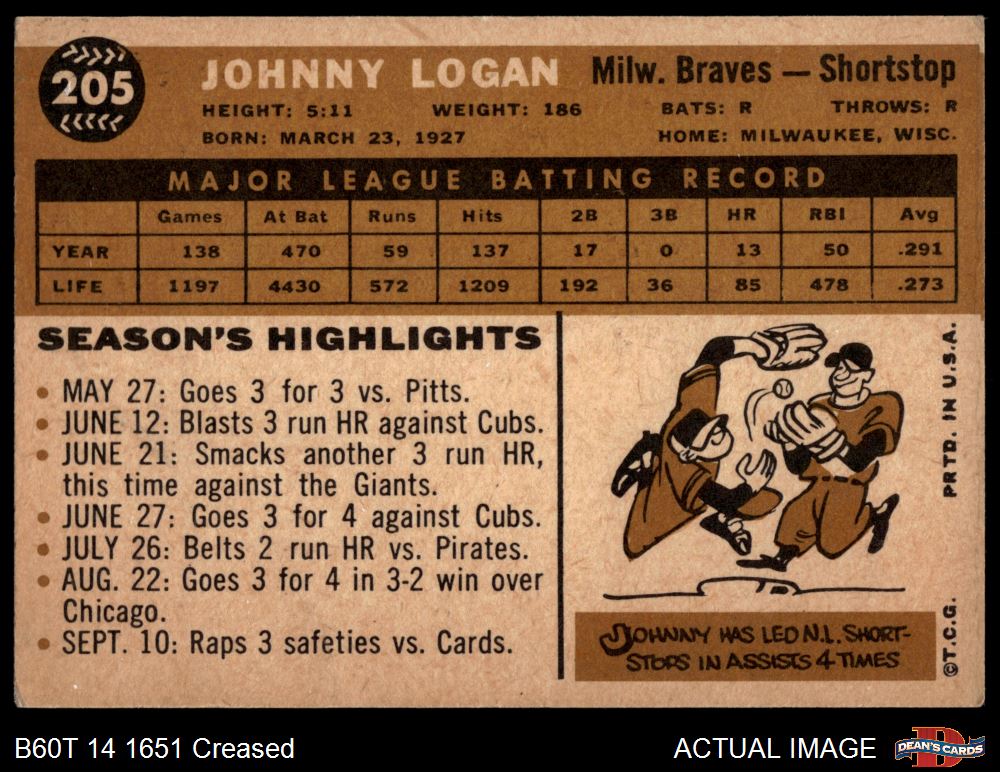 205
JOHNNY LOGAN Milw. Braves — Shortstop
HEIGHT: 5:11 WEIGHT: 186 BATS: R THROWS: R
BORN: MARCH 23, 1927 HOME: MILWAUKEE, WISC.
MAJOR LEAGUE BATTING RECORD
Games At Bat Runs Hits 2B 3B HR RBI Avg
YEAR 138 470 59 137 17 0 13 50 .291
LIFE 1197 4430 572 1209 192 36 85 478 .273
SEASON'S HIGHLIGHTS
• MAY 27: Goes 3 for 3 vs. Pitts.
• JUNE 12: Blasts 3 run HR against Cubs.
• JUNE 21: Smacks another 3 run HR,
this time against the Giants.
• JUNE 27: Goes 3 for 4 against Cubs.
• JULY 26: Belts 2 run HR vs. Pirates.
• AUG. 22: Goes 3 for 4 in 3-2 win over
Chicago.
• SEPT. 10: Raps 3 safeties vs. Cards.
JOHNNY HAS LED N.L. SHORT-
STOPS IN ASSISTS 4 TIMES
©T.C.G. PRTD. IN U.S.A.
B60T 14 1651 Creased ACTUAL IMAGE DEAN'S CARDS